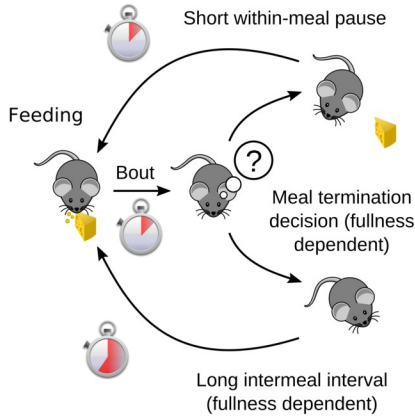 Short within-meal pause
Feeding
Bout
?
Meal termination
decision (fullness
dependent)
Long intermeal interval
(fullness dependent)